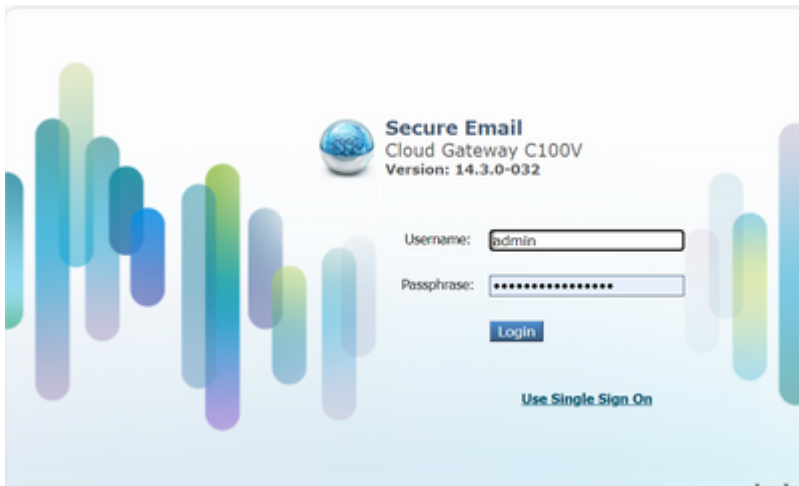 Secure Email
Cloud Gateway C100V
Version: 14.3.0-032
Username: admin
Passphrase: ••••••••••••••••
Login
Use Single Sign On